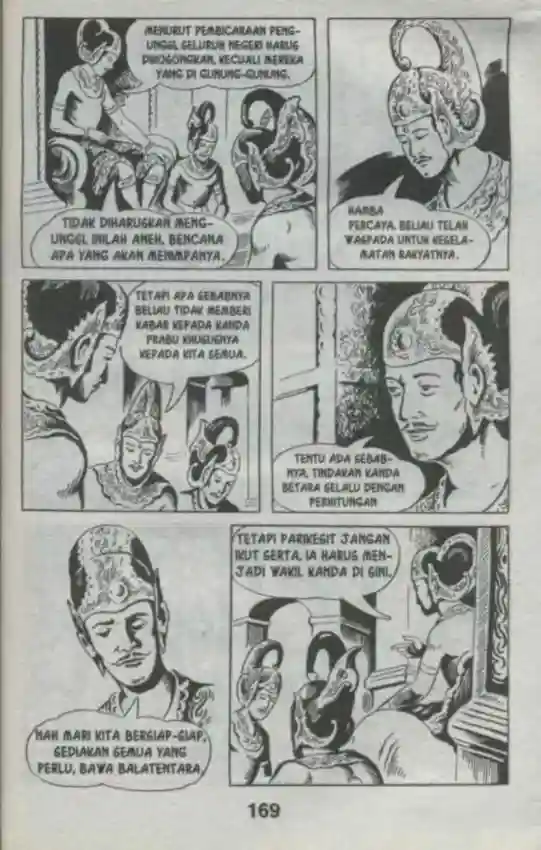 MENURUT PEMBICARAAN PENG-
UNGSI, SELURUH NEGERI HARUS
DIKOSONGKAN, KECUALI MEREKA
YANG DI GUNUNG-GUNUNG.
TIDAK DIHARUSKAN MENG-
UNGSI, INILAH ANEH. BENCANA
APA YANG AKAN MENIMPANYA.
HAMBA
PERCAYA, BELIAU TELAH
WASPADA UNTUK KESELA-
MATAN RAKYATNYA.
TETAPI APA SEBABNYA
BELIAU TIDAK MEMBERI
KABAR KEPADA KANDA
PRABU KHUSUSNYA
KEPADA KITA SEMUA.
TENTU ADA SEBAB-
NYA, TINDAKAN KANDA
BETARA SELALU DENGAN
PERHITUNGAN
NAH MARI KITA BERSIAP-SIAP,
SEDIAKAN SEMUA YANG
PERLU, BAWA BALATENTARA.
TETAPI PARIKESIT JANGAN
IKUT SERTA, IA HARUS MEN-
JADI WAKIL KANDA DI SINI.
169